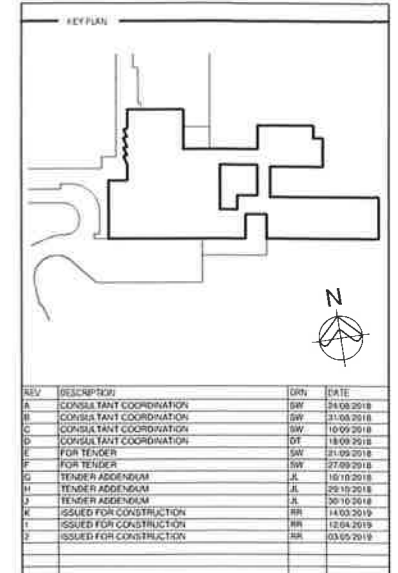 KEY PLAN
N
REV DESCRIPTION DRN DATE
A CONSULTANT COORDINATION SW 24/08/2018
B CONSULTANT COORDINATION SW 31/08/2018
C CONSULTANT COORDINATION SW 10/09/2018
D CONSULTANT COORDINATION DT 18/09/2018
E FOR TENDER SW 21/09/2018
F FOR TENDER SW 27/09/2018
G TENDER ADDENDUM JL 16/10/2018
H TENDER ADDENDUM JL 29/10/2018
J TENDER ADDENDUM JL 30/10/2018
K ISSUED FOR CONSTRUCTION RR 14/03/2019
1 ISSUED FOR CONSTRUCTION RR 12/04/2019
2 ISSUED FOR CONSTRUCTION RR 03/05/2019